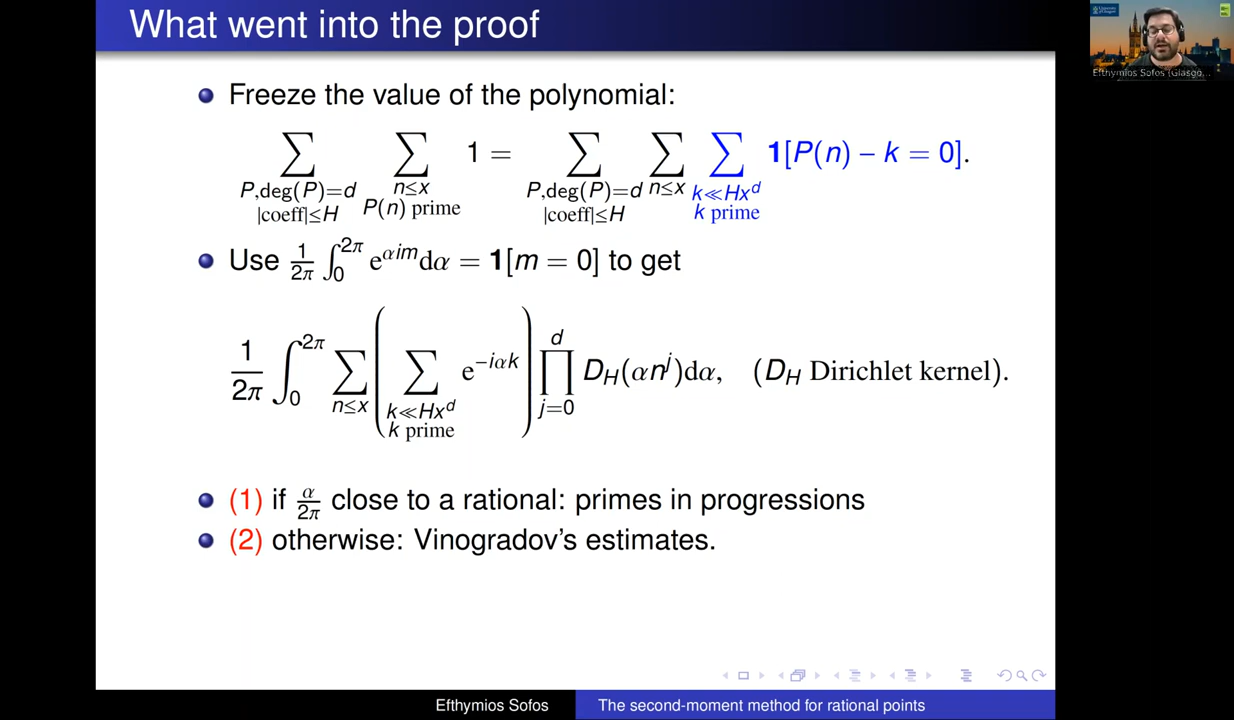 What went into the proof
Efthymios Sofos (Glasgo...
Freeze the value of the polynomial:
∑_{P,deg(P)=d |coeff|≤H} ∑_{n≤x P(n) prime} 1 = ∑_{P,deg(P)=d |coeff|≤H} ∑_{n≤x} ∑_{k≪Hx^d k prime} 1[P(n) − k = 0].
Use 1/2π ∫_0^{2π} e^{αim}dα = 1[m = 0] to get
1/2π ∫_0^{2π} ∑_{n≤x} ( ∑_{k≪Hx^d k prime} e^{−iαk} ) ∏_{j=0}^{d} D_H(αn^j)dα, (D_H Dirichlet kernel).
(1) if α/2π close to a rational: primes in progressions
(2) otherwise: Vinogradov's estimates.
Efthymios Sofos
The second-moment method for rational points